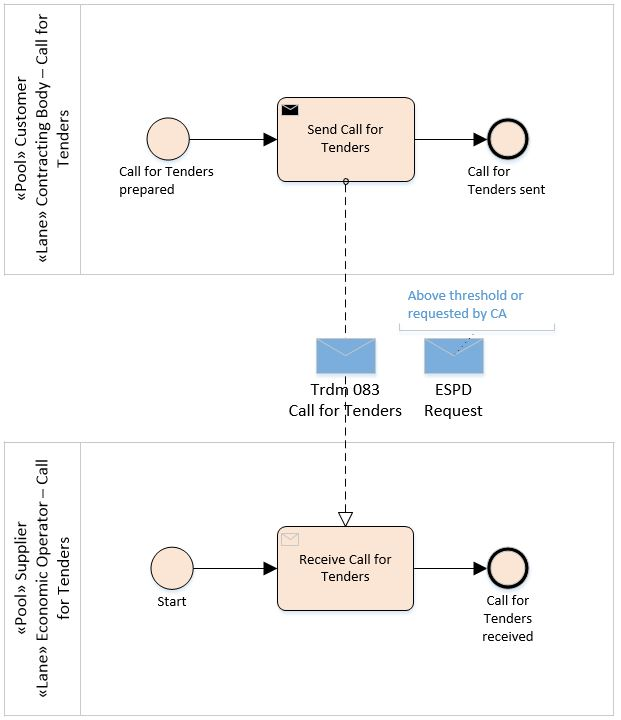 «Pool» Customer
«Lane» Contracting Body – Call for
Tenders
Send Call for
Tenders
Call for Tenders
prepared
Call for
Tenders sent
Above threshold or
requested by CA
Trdm 083
Call for Tenders
ESPD
Request
«Pool» Supplier
«Lane» Economic Operator – Call
for Tenders
Receive Call for
Tenders
Start
Call for
Tenders
received